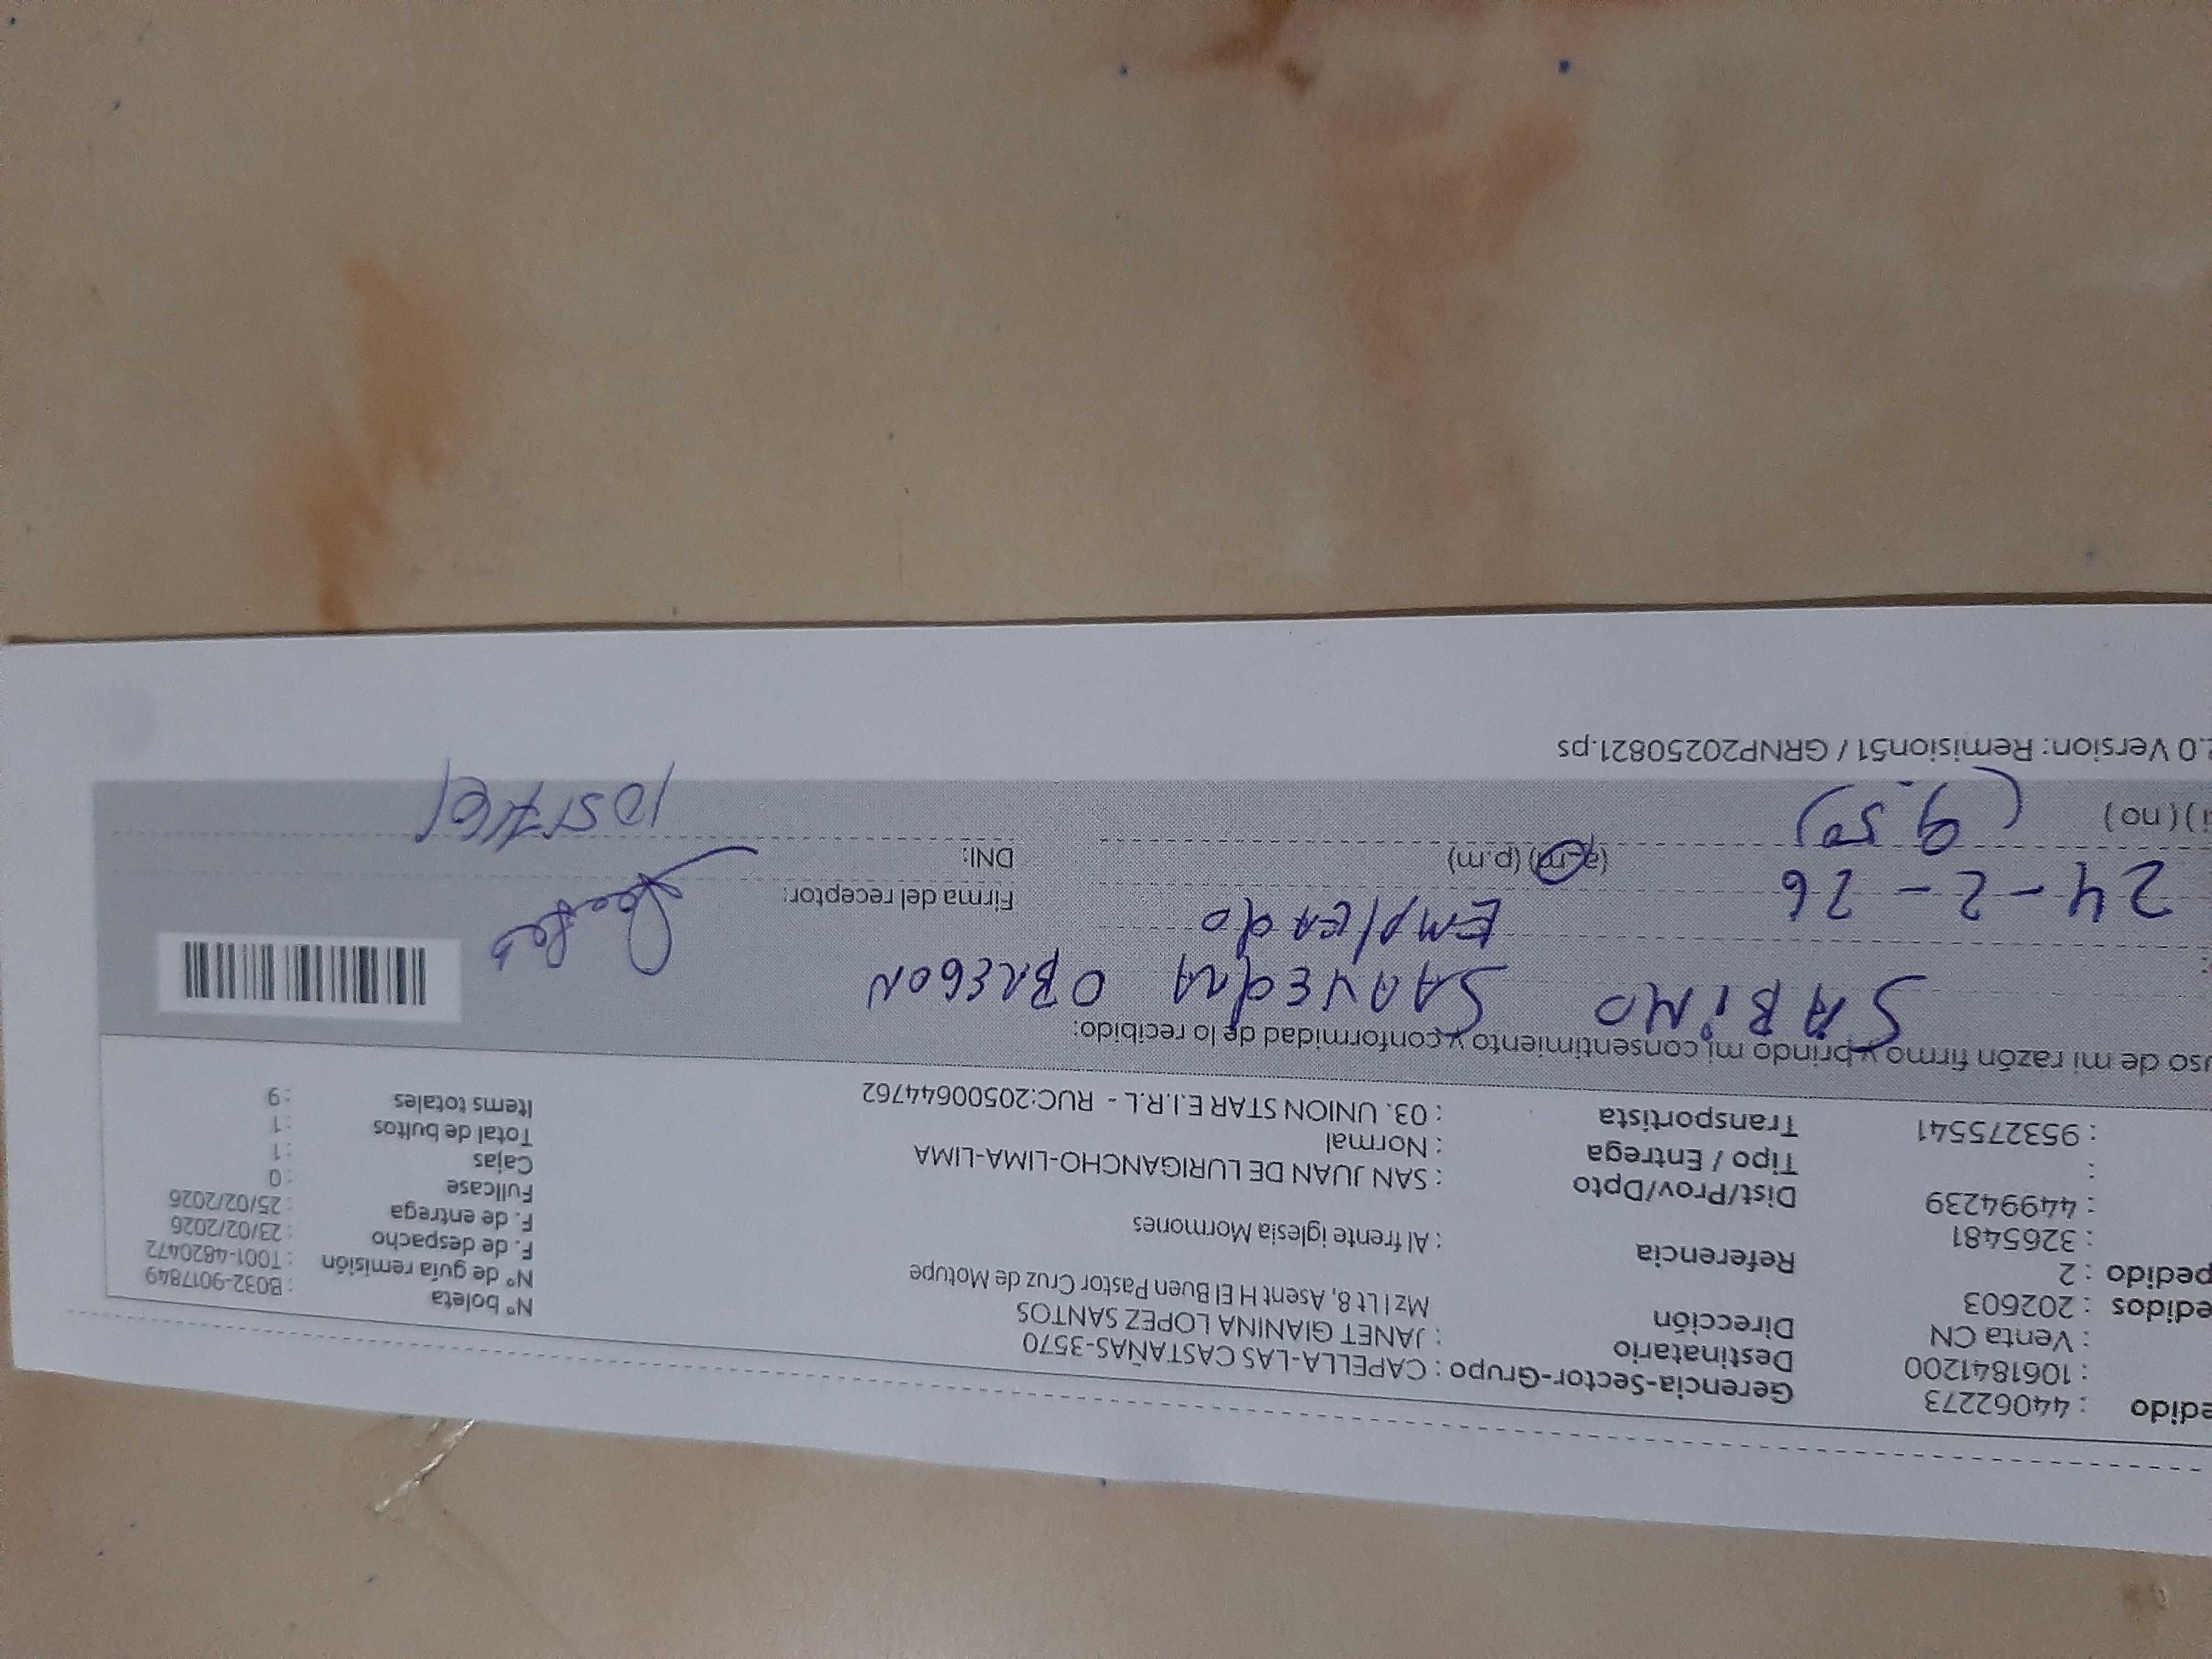 edido : 44062273 Gerencia-Sector-Grupo : CAPELLA-LAS CASTAÑAS-3570
: 1061841200 Destinatario : JANET GIANINA LOPEZ SANTOS Nº boleta : B032-9017849
: Venta CN Dirección Mz I Lt 8, Asent H El Buen Pastor Cruz de Motupe Nº de guía remisión : T001-4820472
edidos : 202603 F. de despacho : 23/02/2026
pedido : 2 Referencia : Al frente iglesia Mormones F. de entrega : 25/02/2026
: 3265481 Fullcase : 0
: 44994239 Dist/Prov/Dpto : SAN JUAN DE LURIGANCHO-LIMA-LIMA Cajas : 1
: Tipo / Entrega : Normal Total de bultos : 1
: 953275541 Transportista : 03. UNION STAR E.I.R.L - RUC:20500644762 Items totales : 9
uso de mi razón firmo y brindo mi consentimiento y conformidad de lo recibido:
SABINO SAAVEDRA OBREGON
EMPLEADO Firma del receptor:
24-2-26 (a.m) (p.m) DNI:
i ) ( no ) (9.50)
.0 Version: Remision51 / GRNP20250821.ps